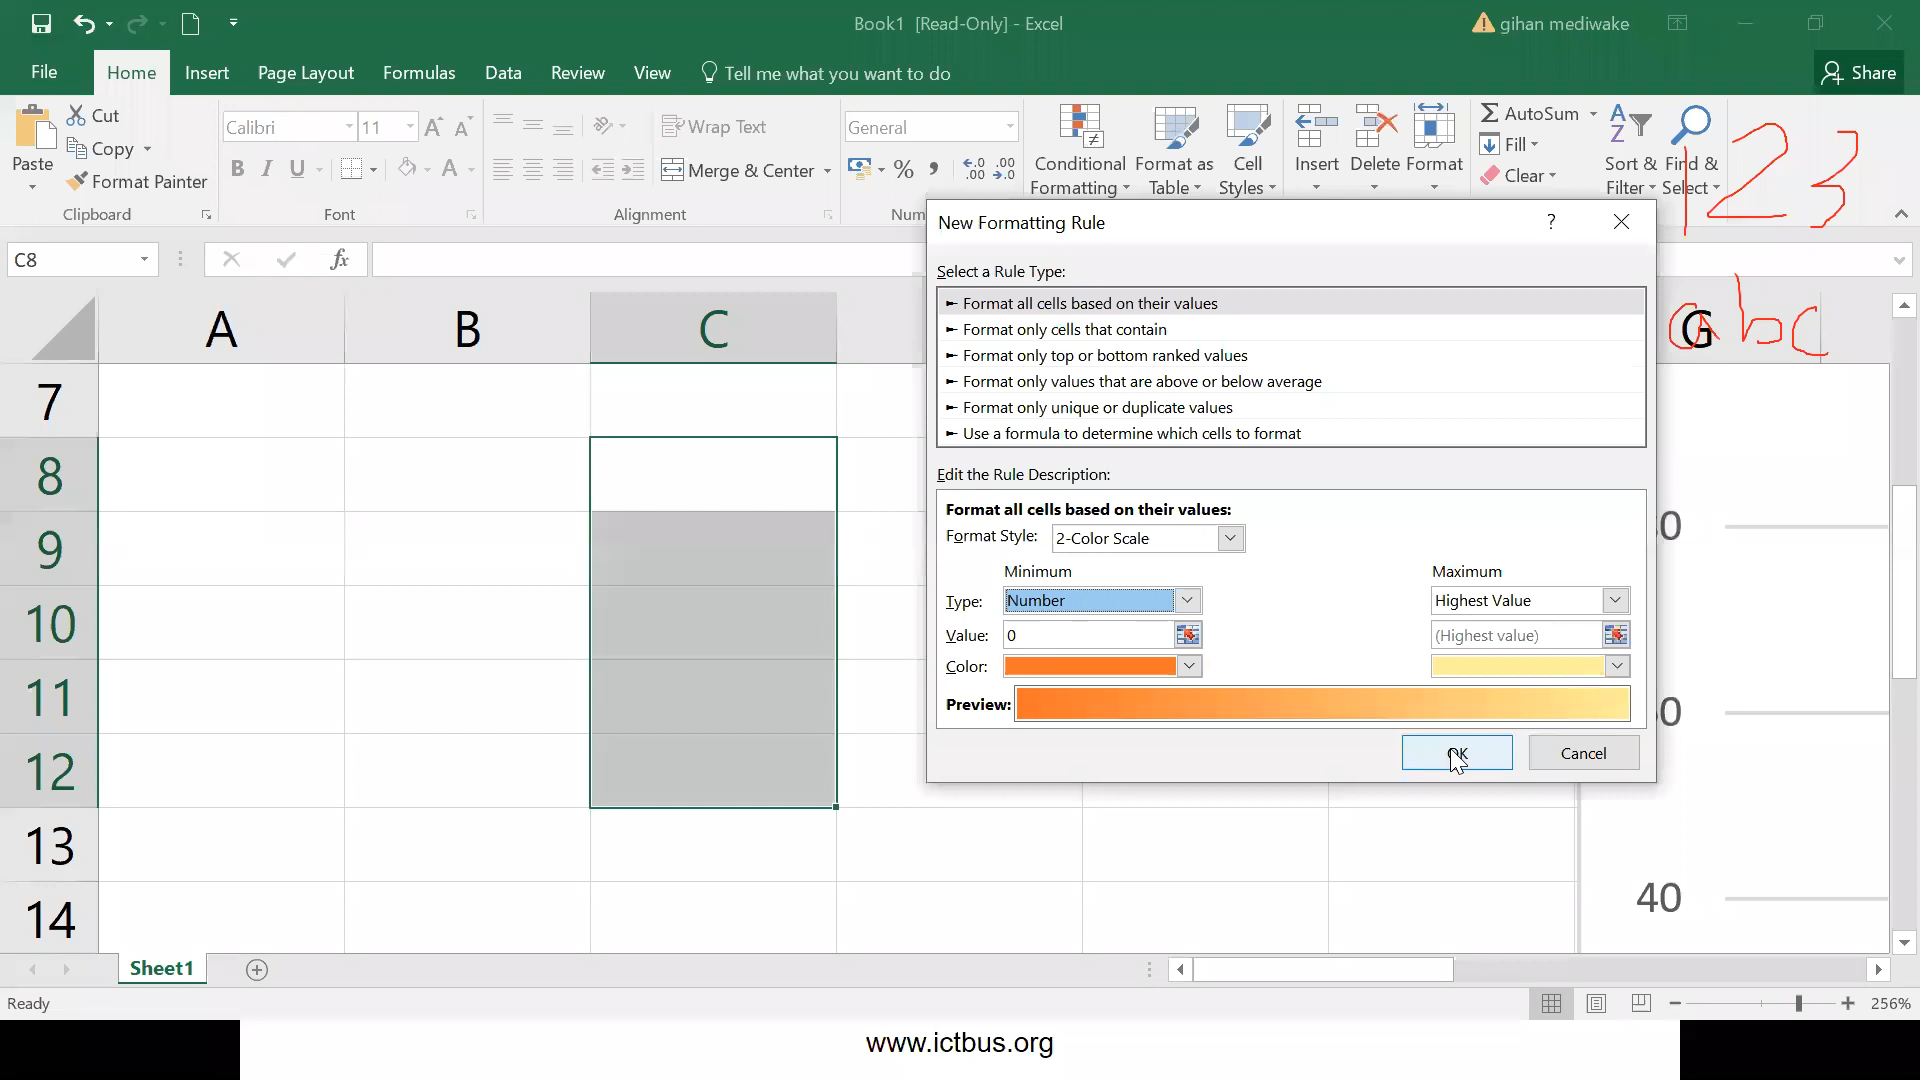 Book1 [Read-Only] - Excel
gihan mediwake
File Home Insert Page Layout Formulas Data Review View Tell me what you want to do Share
Cut
Copy
Format Painter
Paste
Clipboard
Calibri 11
B I U A
Font
Wrap Text
Merge & Center
Alignment
General
% ,
Num
Conditional Formatting
Format as Table
Cell Styles
Insert
Delete
Format
AutoSum
Fill
Clear
Sort & Filter
Find & Select
123
C8
fx
abc
A B C G
7
8
9
10
11
12
13
14
New Formatting Rule
Select a Rule Type:
► Format all cells based on their values
► Format only cells that contain
► Format only top or bottom ranked values
► Format only values that are above or below average
► Format only unique or duplicate values
► Use a formula to determine which cells to format
Edit the Rule Description:
Format all cells based on their values:
Format Style: 2-Color Scale
Minimum Maximum
Type: Number Highest Value
Value: 0 (Highest value)
Color:
Preview:
OK Cancel
40
Sheet1
Ready
256%
www.ictbus.org